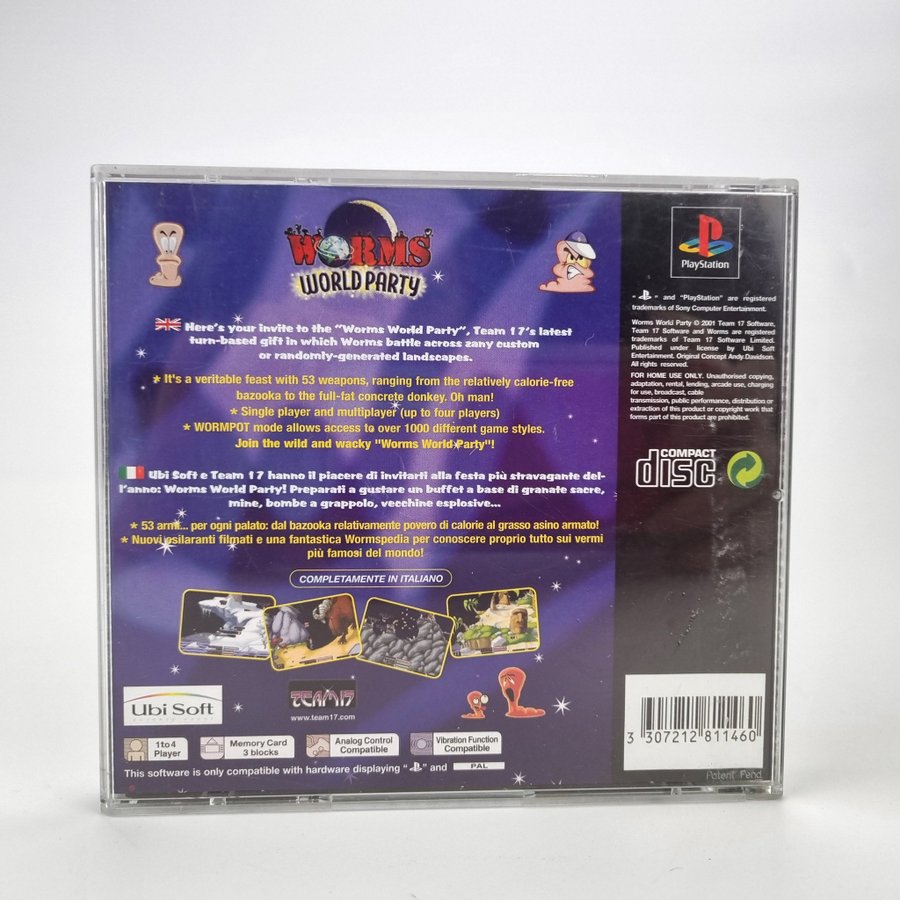 WORMS
WORLD PARTY
Here's your invite to the "Worms World Party", Team 17's latest
turn-based gift in which Worms battle across zany custom
or randomly-generated landscapes.
* It's a veritable feast with 53 weapons, ranging from the relatively calorie-free
bazooka to the full-fat concrete donkey. Oh man!
* Single player and multiplayer (up to four players)
* WORMPOT mode allows access to over 1000 different game styles.
Join the wild and wacky "Worms World Party"!
Ubi Soft e Team 17 hanno il piacere di invitarti alla festa più stravagante del-
l'anno: Worms World Party! Preparati a gustare un buffet a base di granate sacre,
mine, bombe a grappolo, vecchine esplosive...
* 53 armi... per ogni palato: dal bazooka relativamente povero di calorie al grasso asino armato!
* Nuovi esilaranti filmati e una fantastica Wormspedia per conoscere proprio tutto sui vermi
più famosi del mondo!
COMPLETAMENTE IN ITALIANO
Ubi Soft
TEAM17
www.team17.com
1 to 4
Player
Memory Card
3 blocks
Analog Control
Compatible
Vibration Function
Compatible
This software is only compatible with hardware displaying " " and PAL
PlayStation
" " and "PlayStation" are registered
trademarks of Sony Computer Entertainment.
Worms World Party © 2001 Team 17 Software,
Team 17 Software and Worms are registered
trademarks of Team 17 Software Limited.
Published under license by Ubi Soft
Entertainment. Original Concept Andy Davidson.
All rights reserved.
FOR HOME USE ONLY. Unauthorised copying,
adaptation, rental, lending, arcade use, charging
for use, broadcast, cable
transmission, public performance, distribution or
extraction of this product or copyright work that
forms part of this product are prohibited.
COMPACT
disc
3 307212 811460
Patent Pend